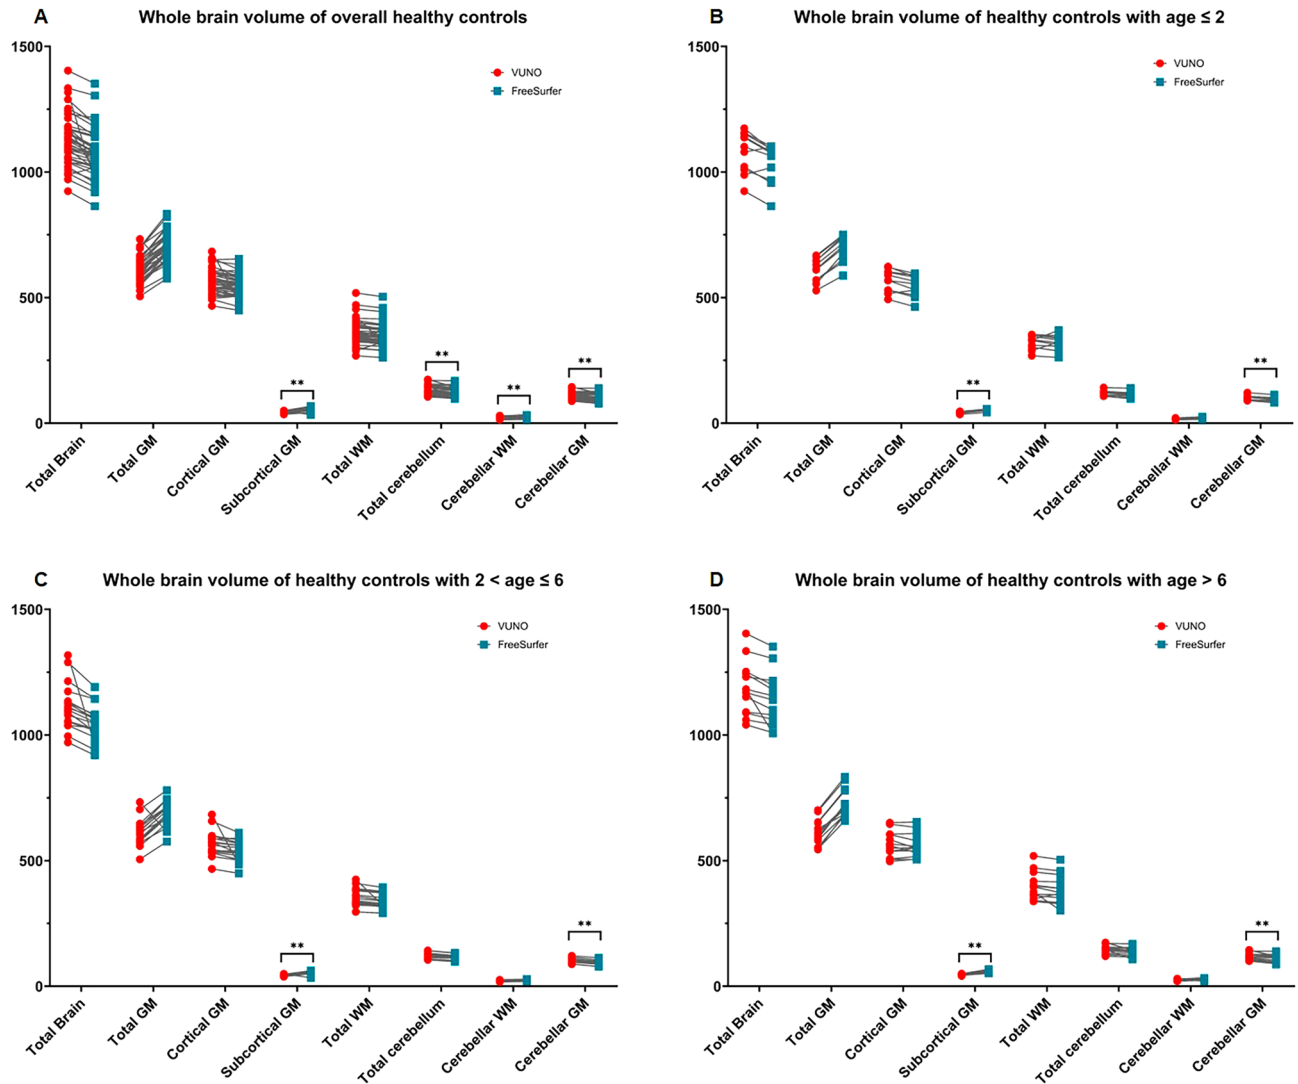 A Whole brain volume of overall healthy controls
1500
1000
500
0
VUNO
FreeSurfer
**
**
**
**
Total Brain
Total GM
Cortical GM
Subcortical GM
Total WM
Total cerebellum
Cerebellar WM
Cerebellar GM
B Whole brain volume of healthy controls with age ≤ 2
1500
1000
500
0
VUNO
FreeSurfer
**
**
Total Brain
Total GM
Cortical GM
Subcortical GM
Total WM
Total cerebellum
Cerebellar WM
Cerebellar GM
C Whole brain volume of healthy controls with 2 < age ≤ 6
1500
1000
500
0
VUNO
FreeSurfer
**
**
Total Brain
Total GM
Cortical GM
Subcortical GM
Total WM
Total cerebellum
Cerebellar WM
Cerebellar GM
D Whole brain volume of healthy controls with age > 6
1500
1000
500
0
VUNO
FreeSurfer
**
**
Total Brain
Total GM
Cortical GM
Subcortical GM
Total WM
Total cerebellum
Cerebellar WM
Cerebellar GM